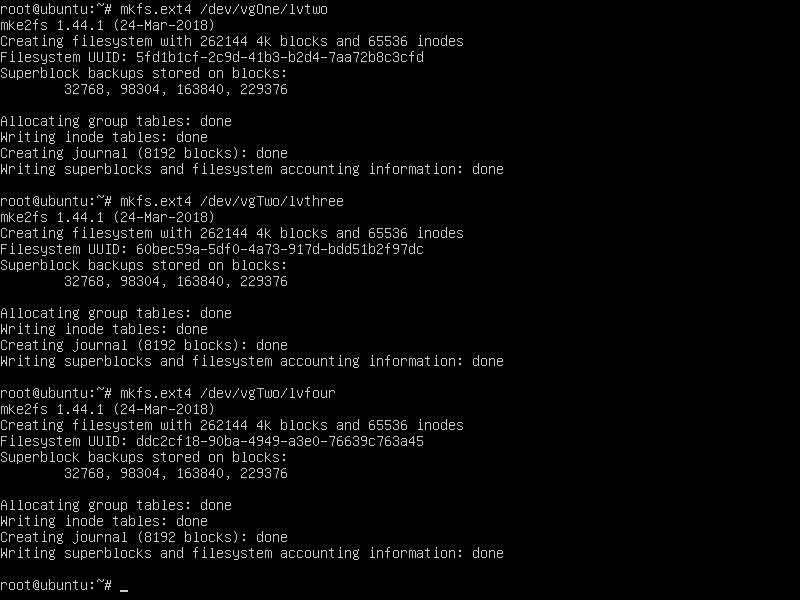 root@ubuntu:~# mkfs.ext4 /dev/vgOne/lvtwo
mke2fs 1.44.1 (24-Mar-2018)
Creating filesystem with 262144 4k blocks and 65536 inodes
Filesystem UUID: 5fd1b1cf-2c9d-41b3-b2d4-7aa72b8c3cfd
Superblock backups stored on blocks:
        32768, 98304, 163840, 229376

Allocating group tables: done
Writing inode tables: done
Creating journal (8192 blocks): done
Writing superblocks and filesystem accounting information: done

root@ubuntu:~# mkfs.ext4 /dev/vgTwo/lvthree
mke2fs 1.44.1 (24-Mar-2018)
Creating filesystem with 262144 4k blocks and 65536 inodes
Filesystem UUID: 60bec59a-5df0-4a73-917d-bdd51b2f97dc
Superblock backups stored on blocks:
        32768, 98304, 163840, 229376

Allocating group tables: done
Writing inode tables: done
Creating journal (8192 blocks): done
Writing superblocks and filesystem accounting information: done

root@ubuntu:~# mkfs.ext4 /dev/vgTwo/lvfour
mke2fs 1.44.1 (24-Mar-2018)
Creating filesystem with 262144 4k blocks and 65536 inodes
Filesystem UUID: ddc2cf18-90ba-4949-a3e0-76639c763a45
Superblock backups stored on blocks:
        32768, 98304, 163840, 229376

Allocating group tables: done
Writing inode tables: done
Creating journal (8192 blocks): done
Writing superblocks and filesystem accounting information: done

root@ubuntu:~# _